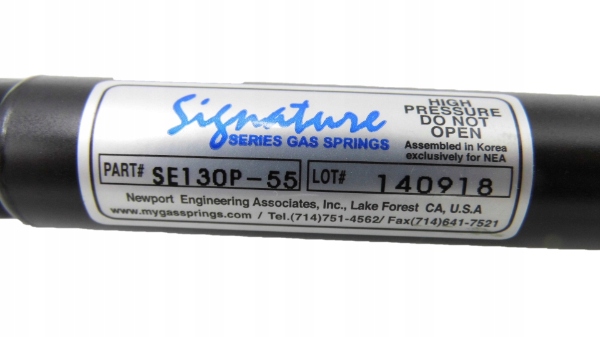 Signature
SERIES GAS SPRINGS
HIGH
PRESSURE
DO NOT
OPEN
Assembled in Korea
exclusively for NEA
PART# SE130P-55
LOT# 140918
Newport Engineering Associates, Inc., Lake Forest CA, U.S.A
www.mygassprings.com / Tel.(714)751-4562/ Fax(714)641-7521